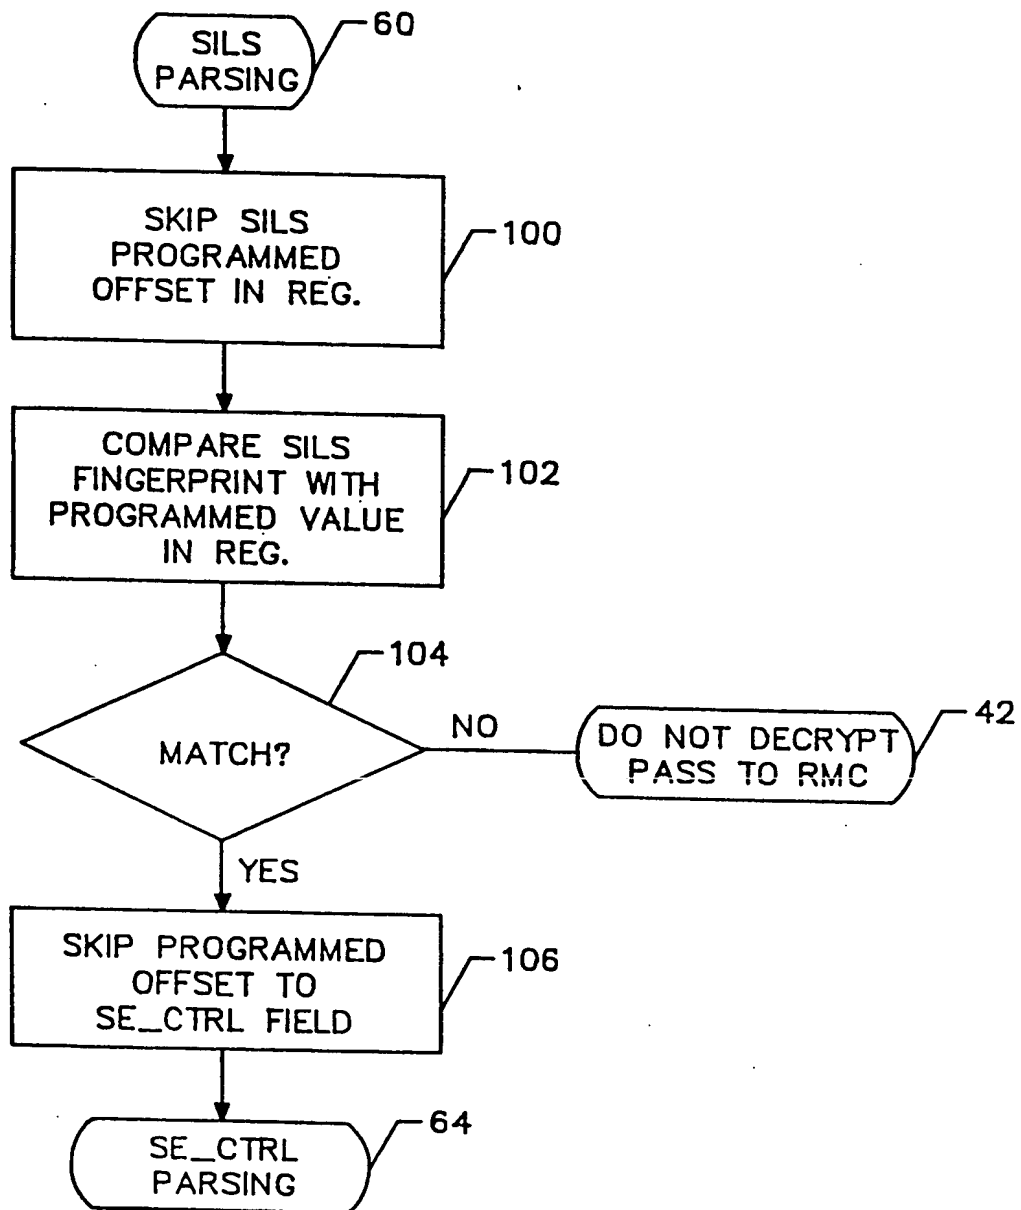 SILS
PARSING
60
SKIP SILS
PROGRAMMED
OFFSET IN REG.
100
COMPARE SILS
FINGERPRINT WITH
PROGRAMMED VALUE
IN REG.
102
104
MATCH?
NO
DO NOT DECRYPT
PASS TO RMC
42
YES
SKIP PROGRAMMED
OFFSET TO
SE_CTRL FIELD
106
SE_CTRL
PARSING
64